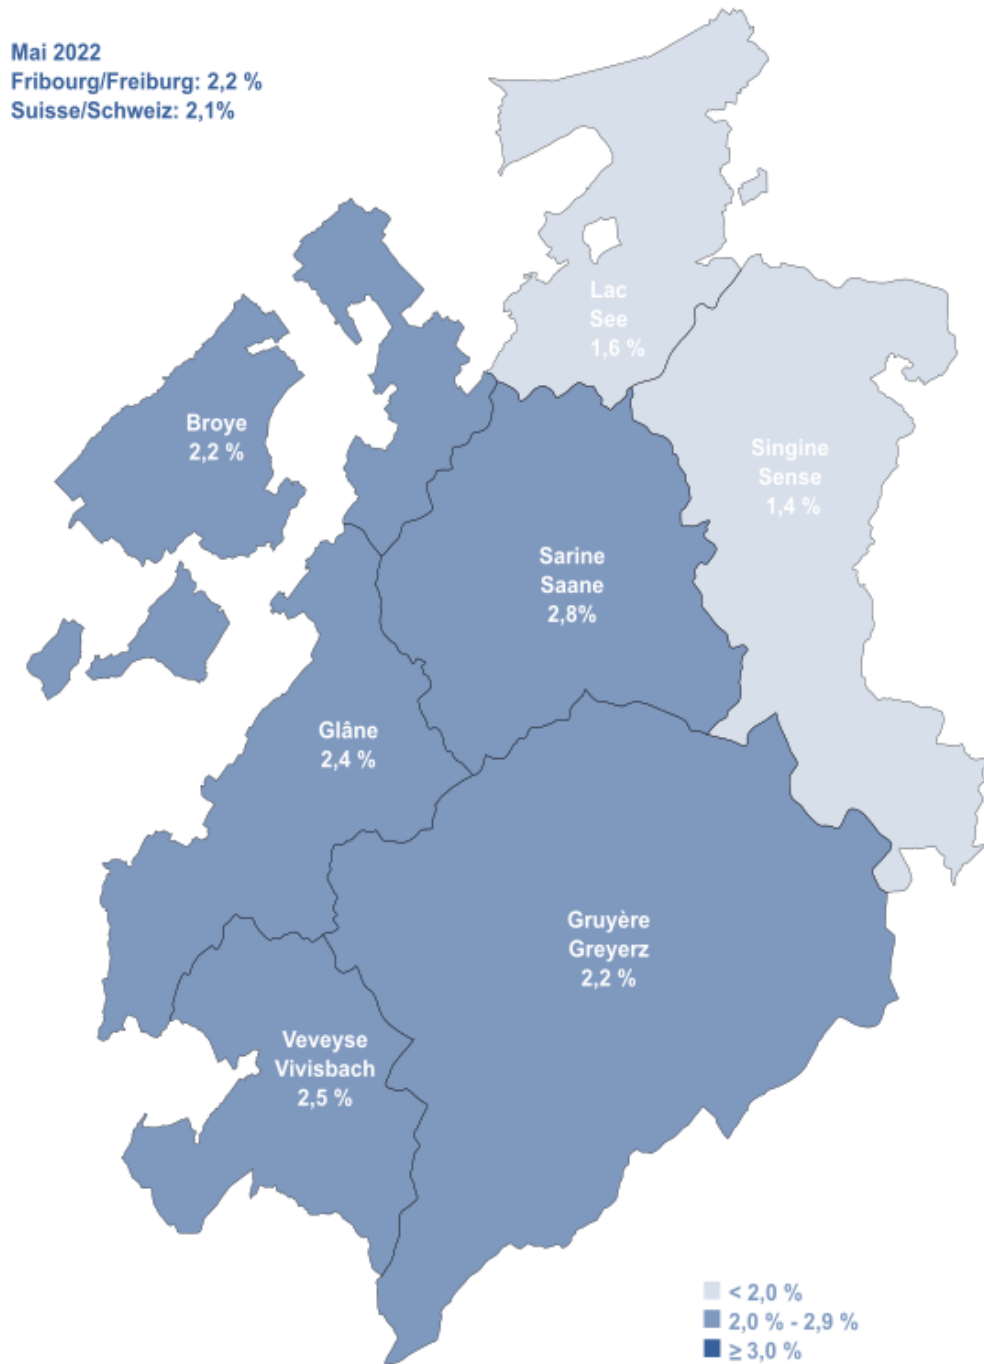 Mai 2022
Fribourg/Freiburg: 2,2 %
Suisse/Schweiz: 2,1%
Lac
See
1,6 %
Broye
2,2 %
Singine
Sense
1,4 %
Sarine
Saane
2,8%
Glâne
2,4 %
Gruyère
Greyerz
2,2 %
Veveyse
Vivisbach
2,5 %
< 2,0 %
2,0 % - 2,9 %
≥ 3,0 %